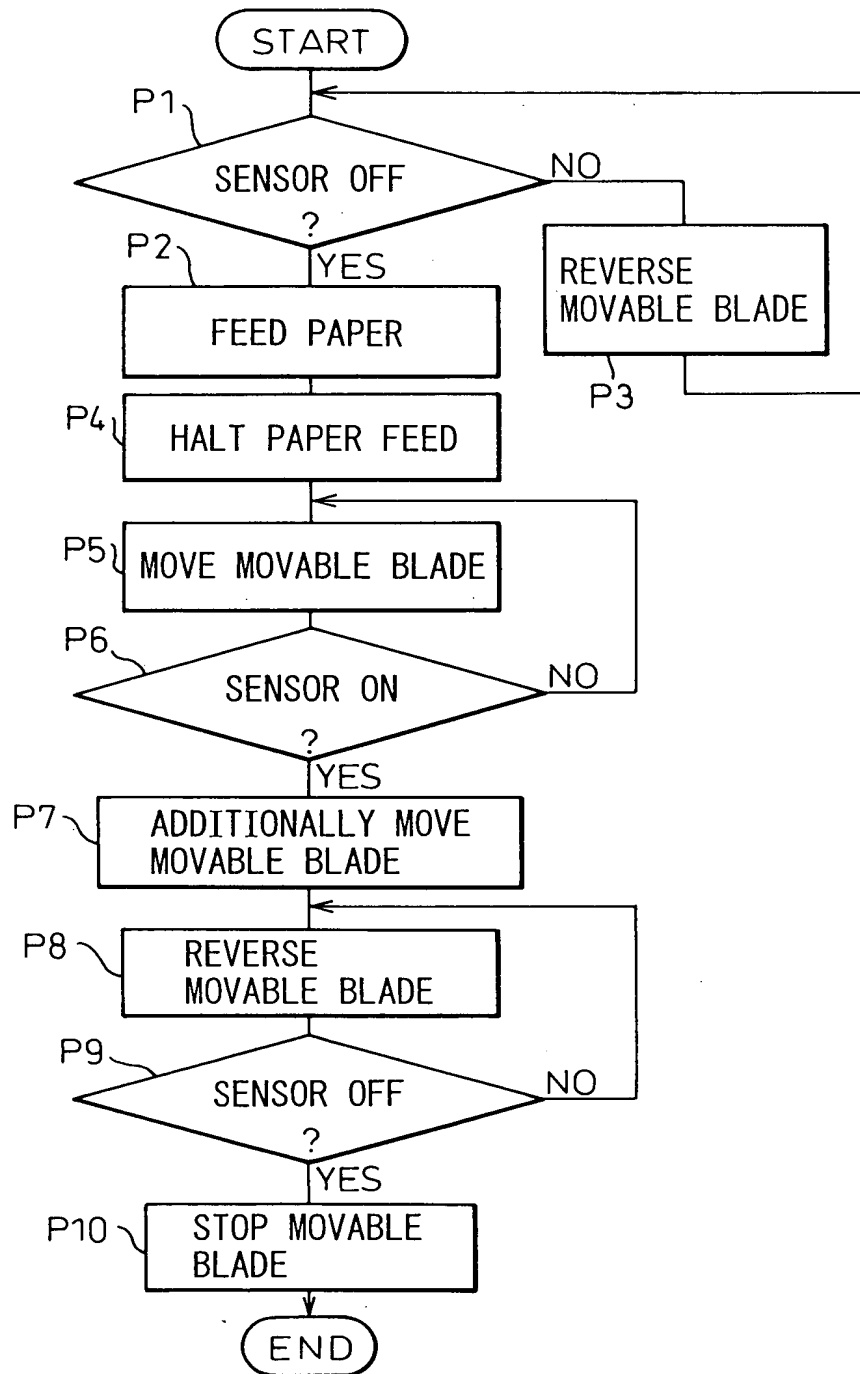 START
P1
SENSOR OFF
?
NO
YES
P2
FEED PAPER
REVERSE
MOVABLE BLADE
P3
P4
HALT PAPER FEED
P5
MOVE MOVABLE BLADE
P6
SENSOR ON
?
NO
YES
P7
ADDITIONALLY MOVE
MOVABLE BLADE
P8
REVERSE
MOVABLE BLADE
P9
SENSOR OFF
?
NO
YES
P10
STOP MOVABLE
BLADE
END